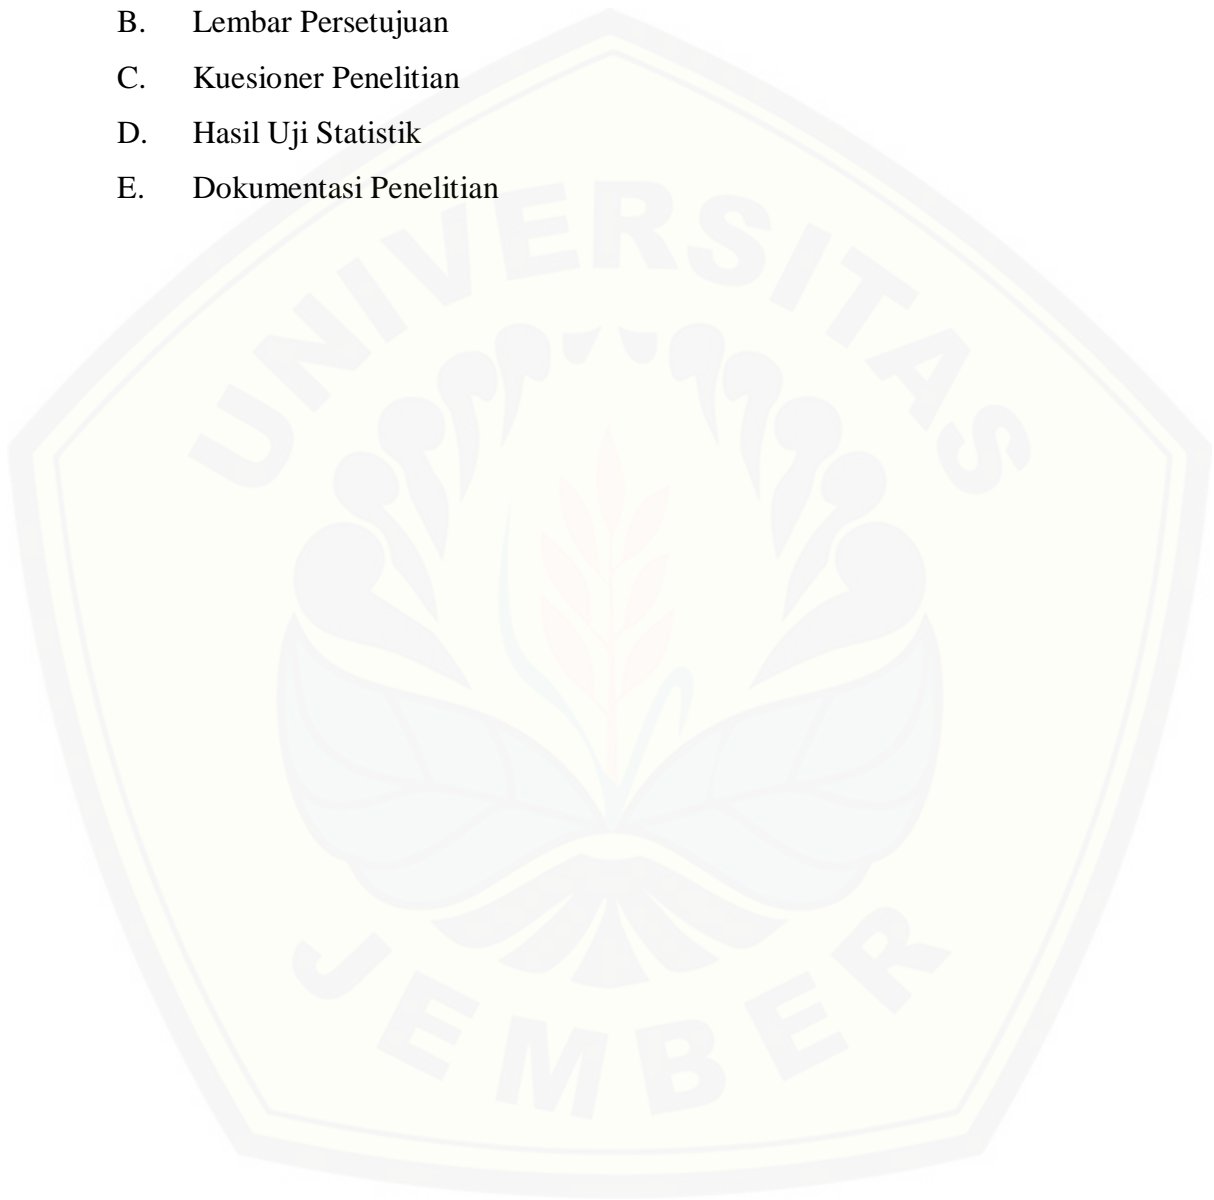 B. Lembar Persetujuan
C. Kuesioner Penelitian
D. Hasil Uji Statistik
E. Dokumentasi Penelitian
UNIVERSITAS
JEMBER